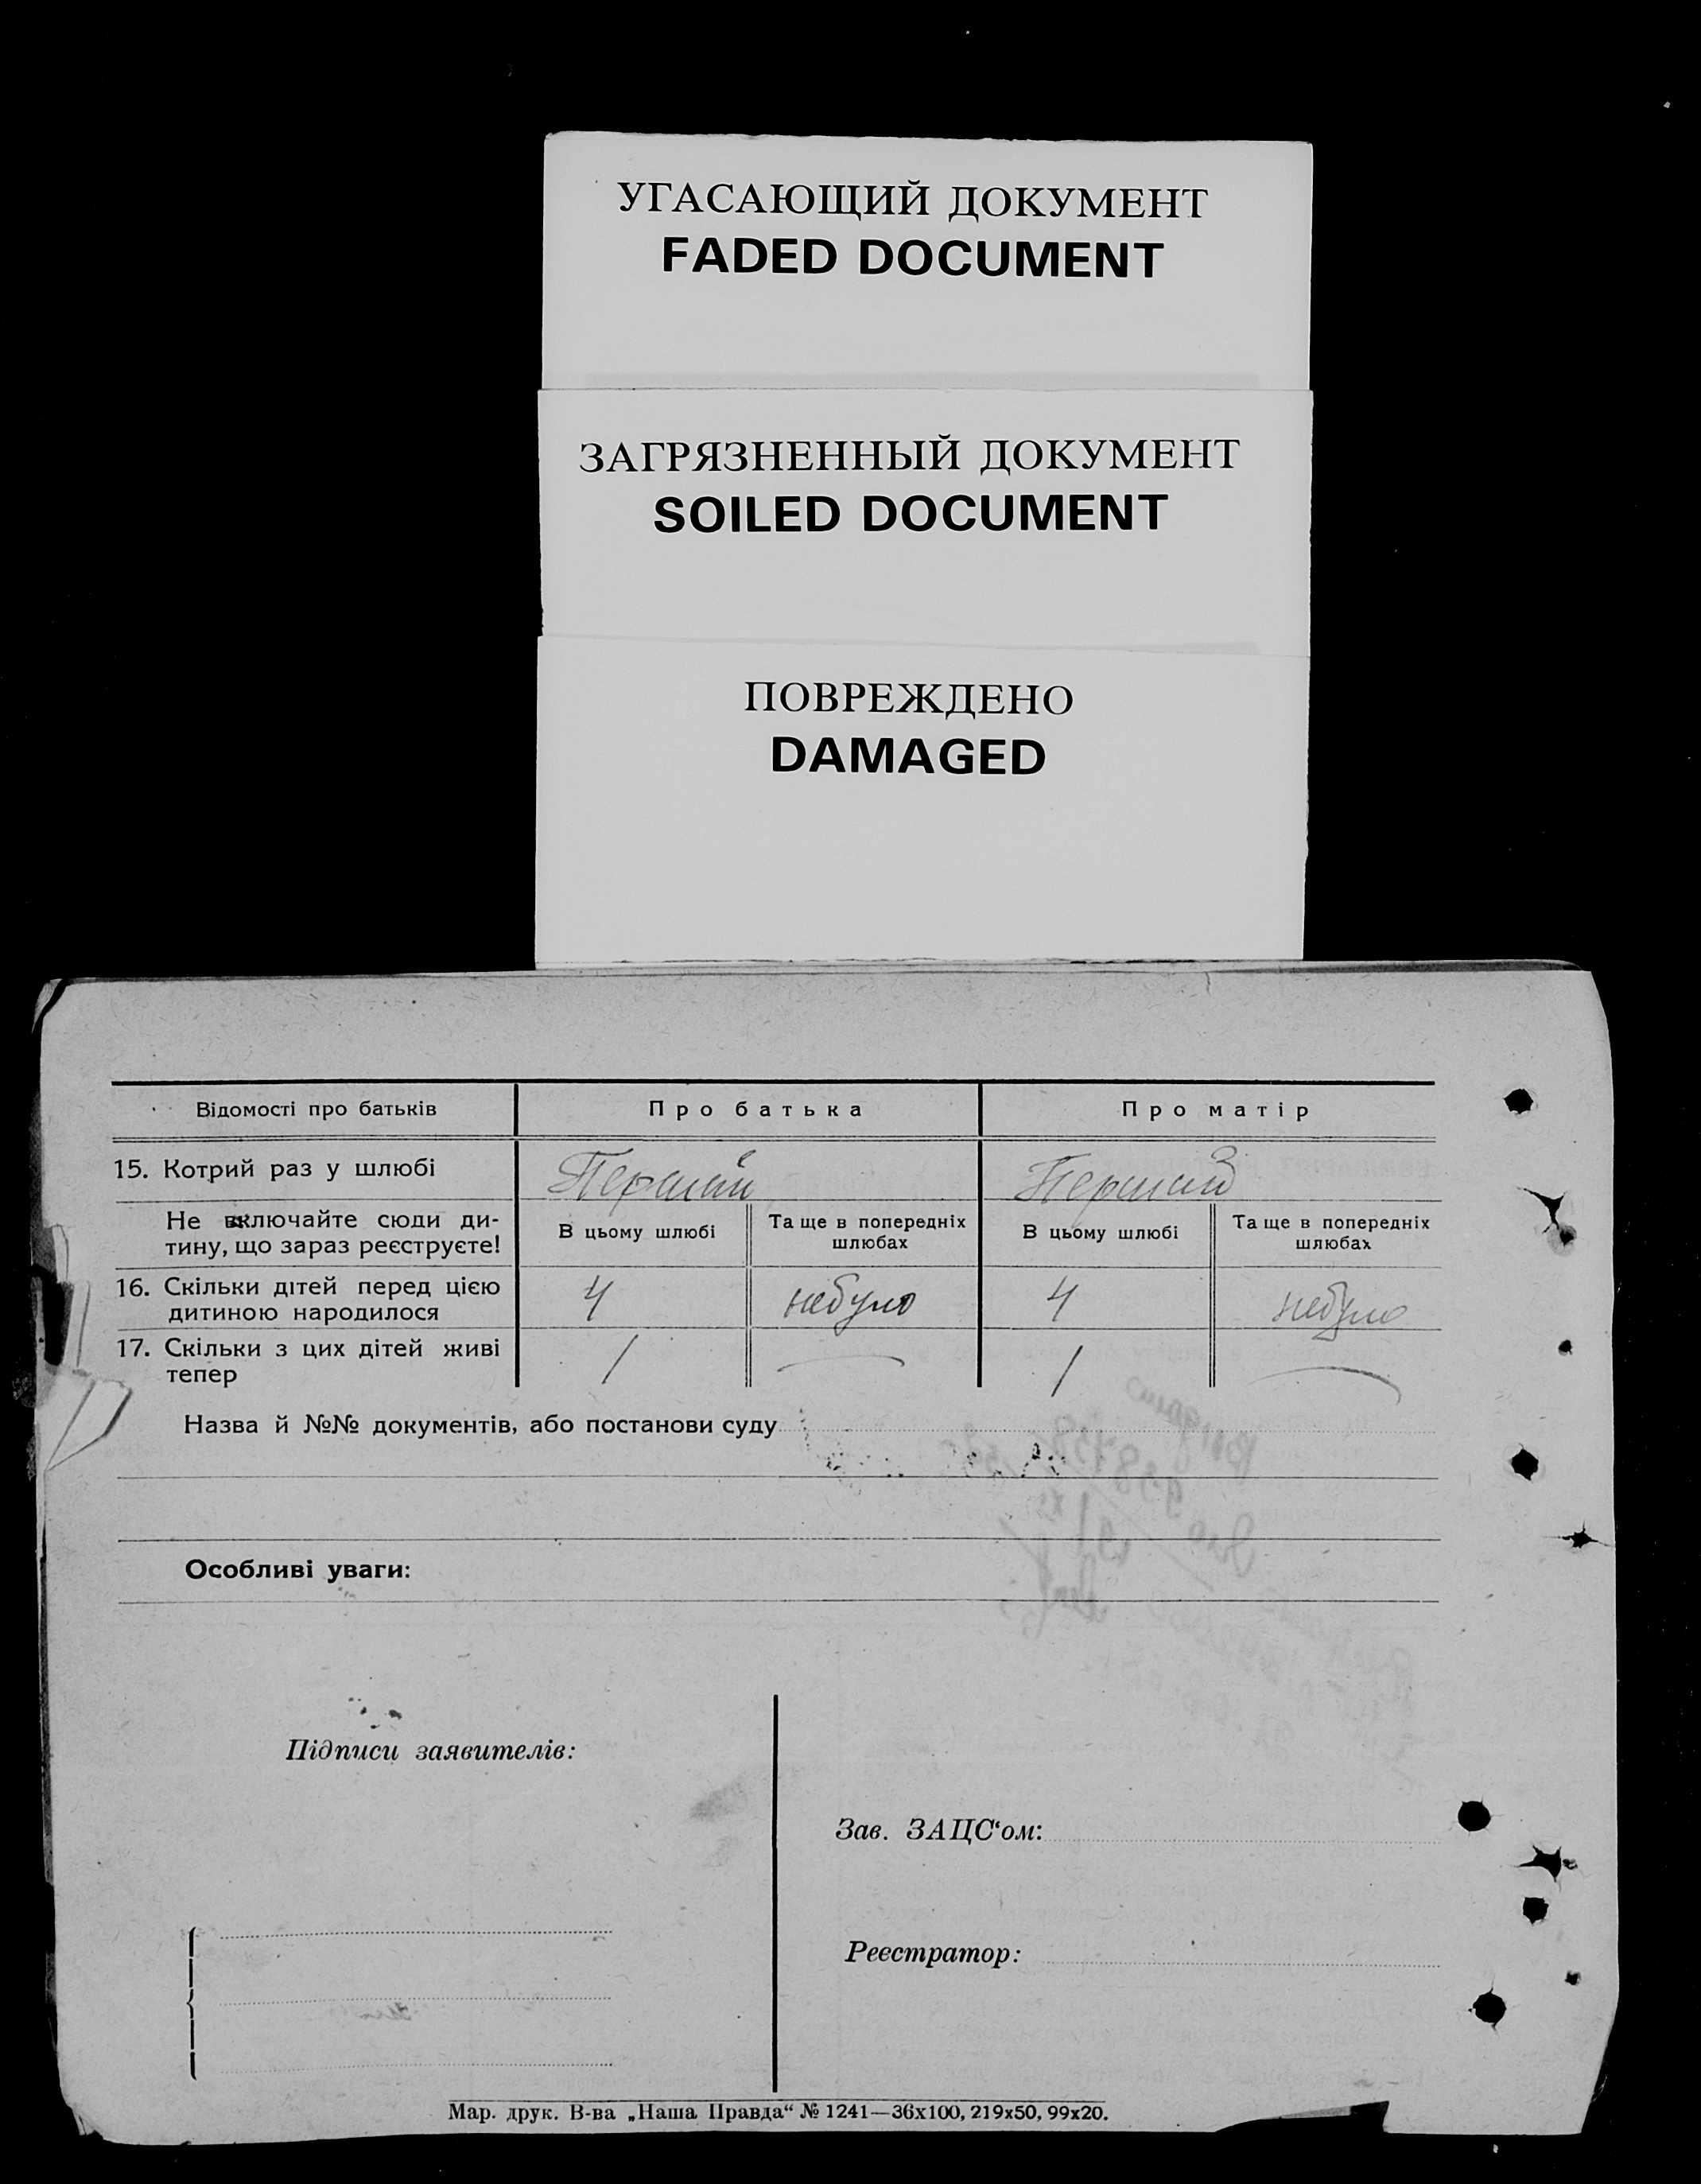 УГАСАЮЩИЙ ДОКУМЕНТ
FADED DOCUMENT
ЗАГРЯЗНЕННЫЙ ДОКУМЕНТ
SOILED DOCUMENT
ПОВРЕЖДЕНО
DAMAGED
Відомості про батьків Про батька Про матір
15. Котрий раз у шлюбі Перший Перший
Не включайте сюди ди-
тину, що зараз реєструєте!
В цьому шлюбі Та ще в попередніх шлюбах В цьому шлюбі Та ще в попередніх шлюбах
16. Скільки дітей перед цією
дитиною народилося 4 небуло 4 небуло
17. Скільки з цих дітей живі
тепер 1 — 1 —
Назва й №№ документів, або постанови суду
Особливі уваги:
Підписи заявителів:
Зав. ЗАЦС‘ом:
Реєстратор:
Мар. друк. В-ва „Наша Правда“ № 1241—36х100, 219х50, 99х20.